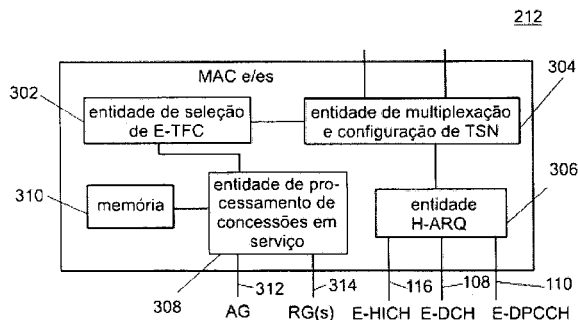 212
MAC e/es
302
304
entidade de seleção
de E-TFC
entidade de multiplexação
e configuração de TSN
310
memória
entidade de pro-
cessamento de
concessões em
serviço
306
entidade
H-ARQ
308
312
314
116
108
110
AG
RG(s)
E-HICH
E-DCH
E-DPCCH